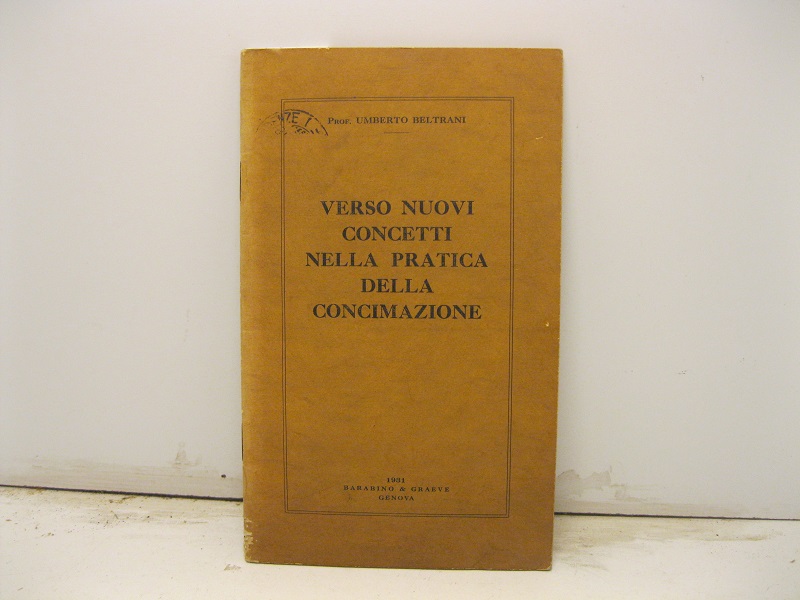 Prof. UMBERTO BELTRANI
VERSO NUOVI
CONCETTI
NELLA PRATICA
DELLA
CONCIMAZIONE
1931
BARABINO & GRAEVE
GENOVA